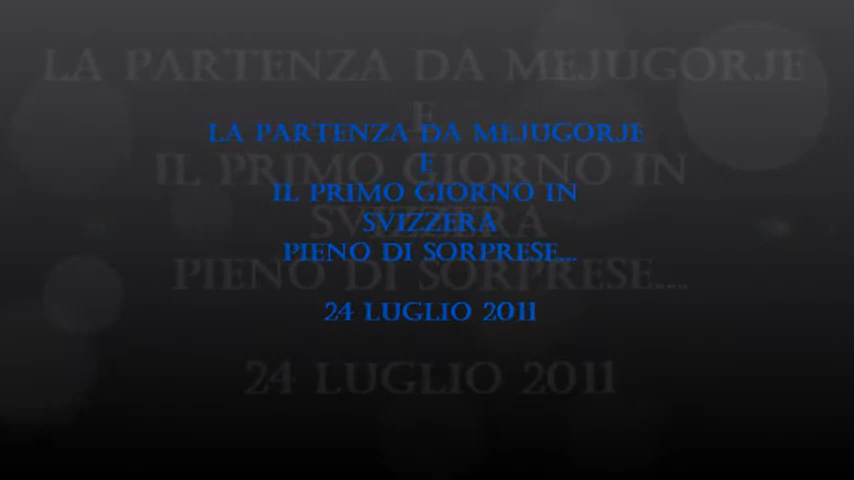 LA PARTENZA DA MEJUGORJE
E
IL PRIMO GIORNO IN
SVIZZERA
PIENO DI SORPRESE...
24 LUGLIO 2011